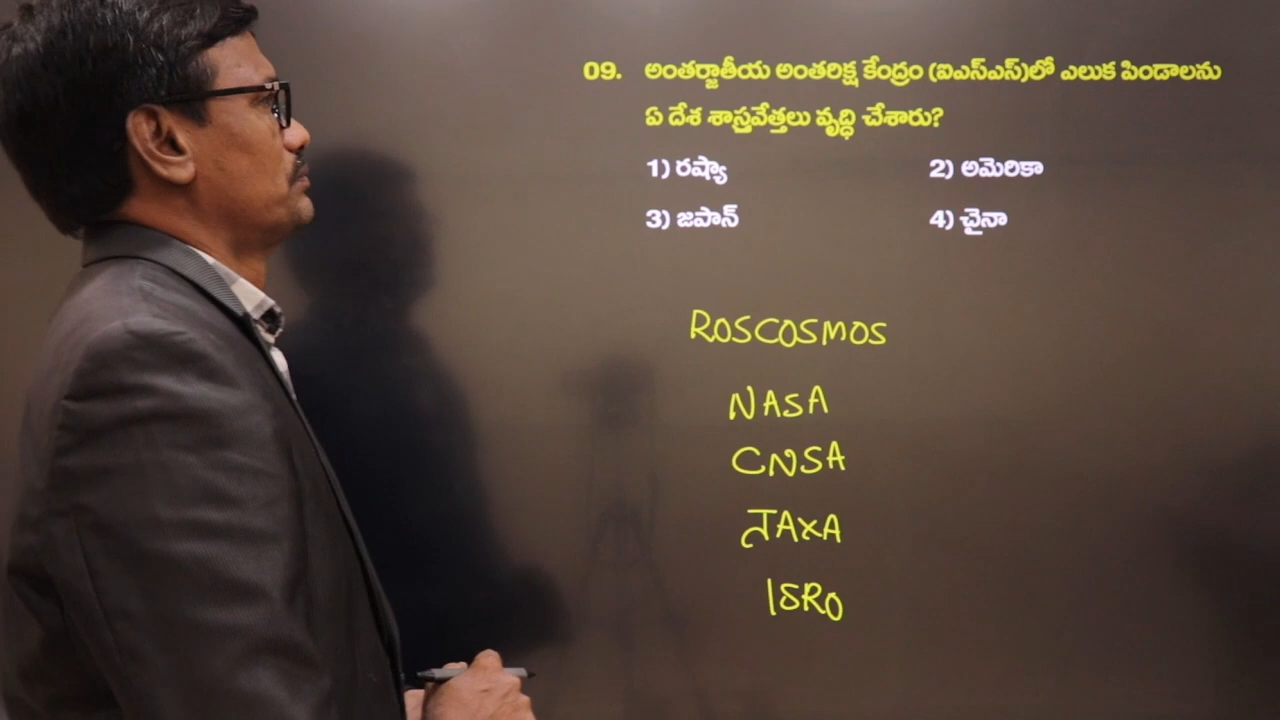 09. అంతర్జాతీయ అంతరిక్ష కేంద్రం (ఐఎస్ఎస్)లో ఎలుక పిండాలను
ఏ దేశ శాస్త్రవేత్తలు వృద్ధి చేశారు?
1) రష్యా 2) అమెరికా
3) జపాన్ 4) చైనా
ROSCOSMOS
NASA
CNSA
JAXA
ISRO